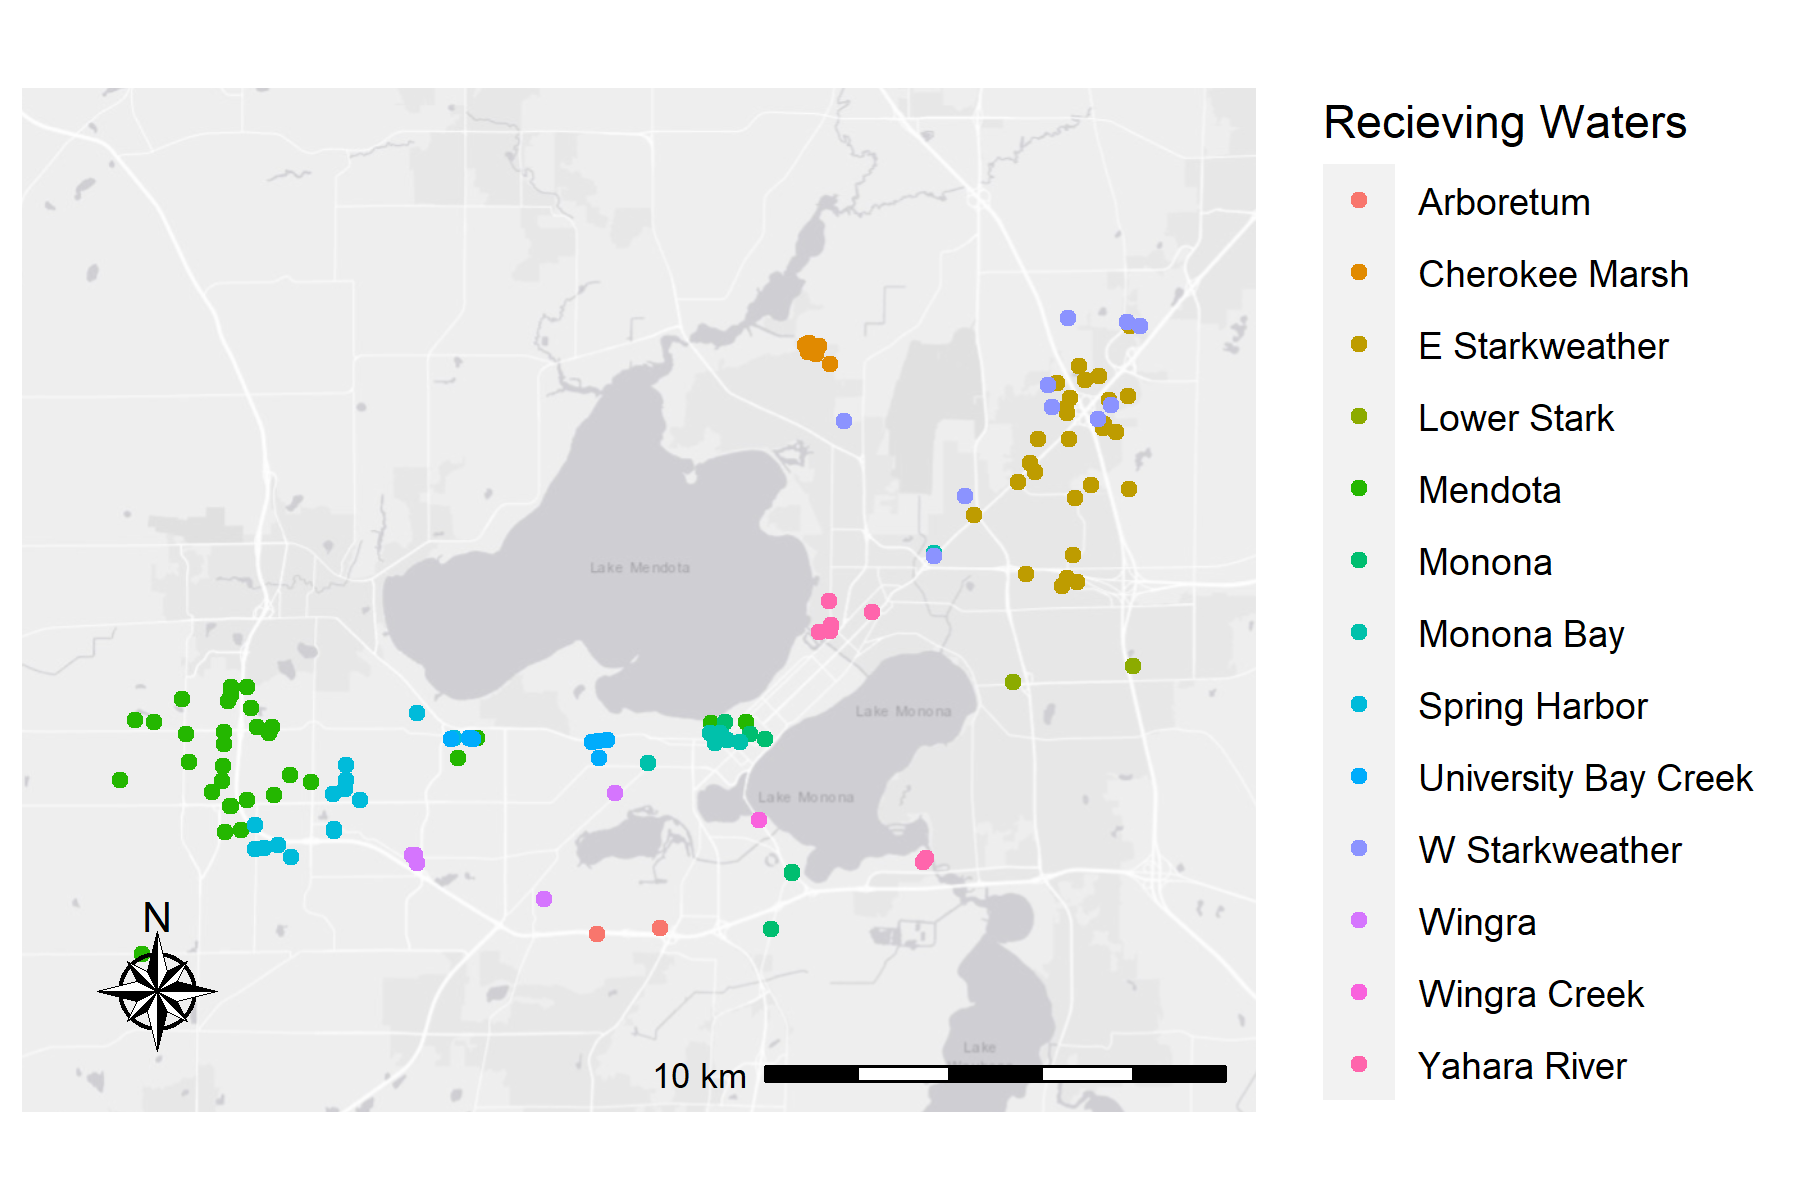 Recieving Waters
Arboretum
Cherokee Marsh
E Starkweather
Lower Stark
Mendota
Monona
Monona Bay
Spring Harbor
University Bay Creek
W Starkweather
Wingra
Wingra Creek
Yahara River
Lake Mendota
Lake Monona
Lake Monona
N
Lake
10 km